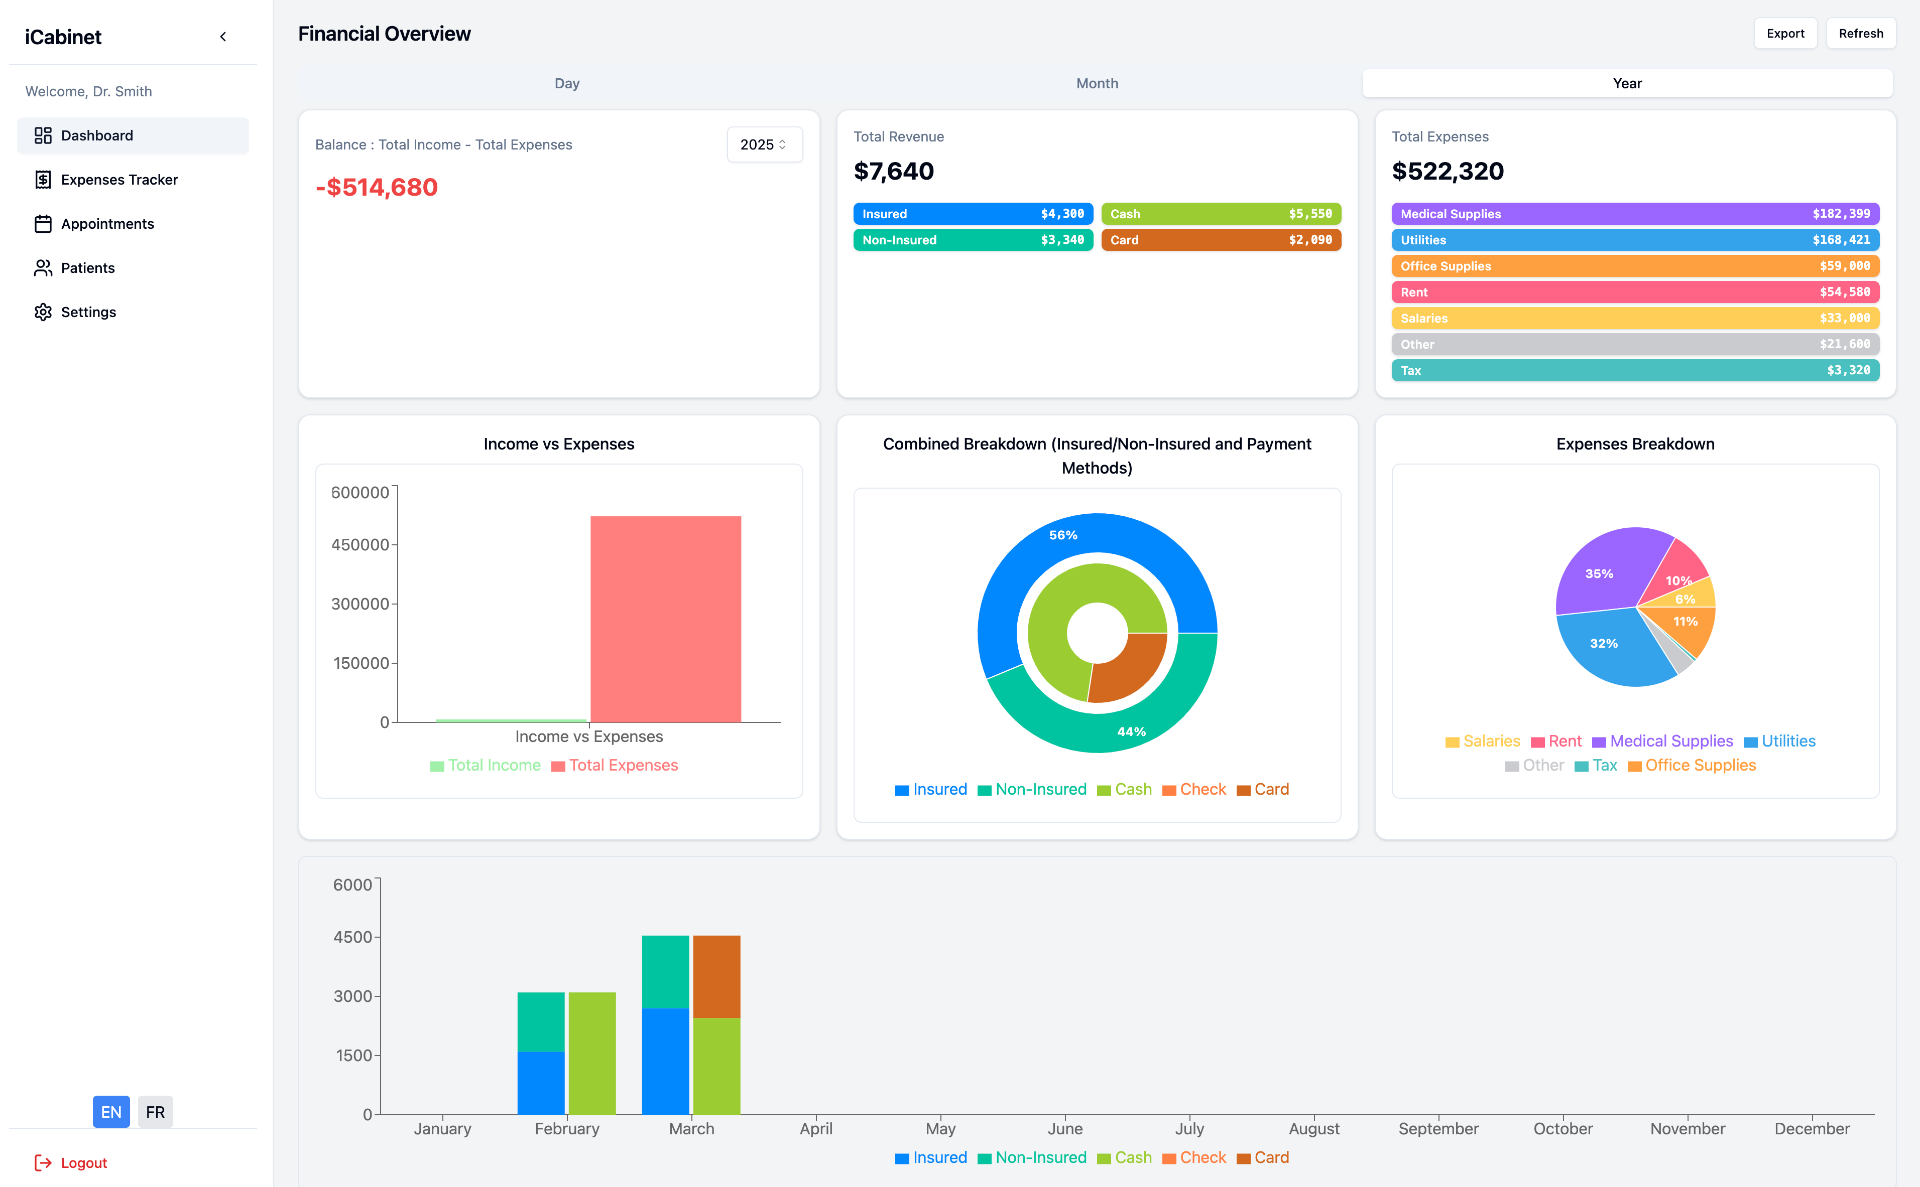 iCabinet
Welcome, Dr. Smith
Dashboard
Expenses Tracker
Appointments
Patients
Settings
EN FR
Logout
Financial Overview
Export Refresh
Day Month Year
Balance : Total Income - Total Expenses
2025
-$514,680
Total Revenue
$7,640
Insured $4,300 Cash $5,550
Non-Insured $3,340 Card $2,090
Total Expenses
$522,320
Medical Supplies $182,399
Utilities $168,421
Office Supplies $59,000
Rent $54,580
Salaries $33,000
Other $21,600
Tax $3,320
Income vs Expenses
600000
450000
300000
150000
0
Income vs Expenses
Total Income Total Expenses
Combined Breakdown (Insured/Non-Insured and Payment
Methods)
56%
44%
Insured Non-Insured Cash Check Card
Expenses Breakdown
35%
10%
6%
11%
32%
Salaries Rent Medical Supplies Utilities
Other Tax Office Supplies
6000
4500
3000
1500
0
January February March April May June July August September October November December
Insured Non-Insured Cash Check Card